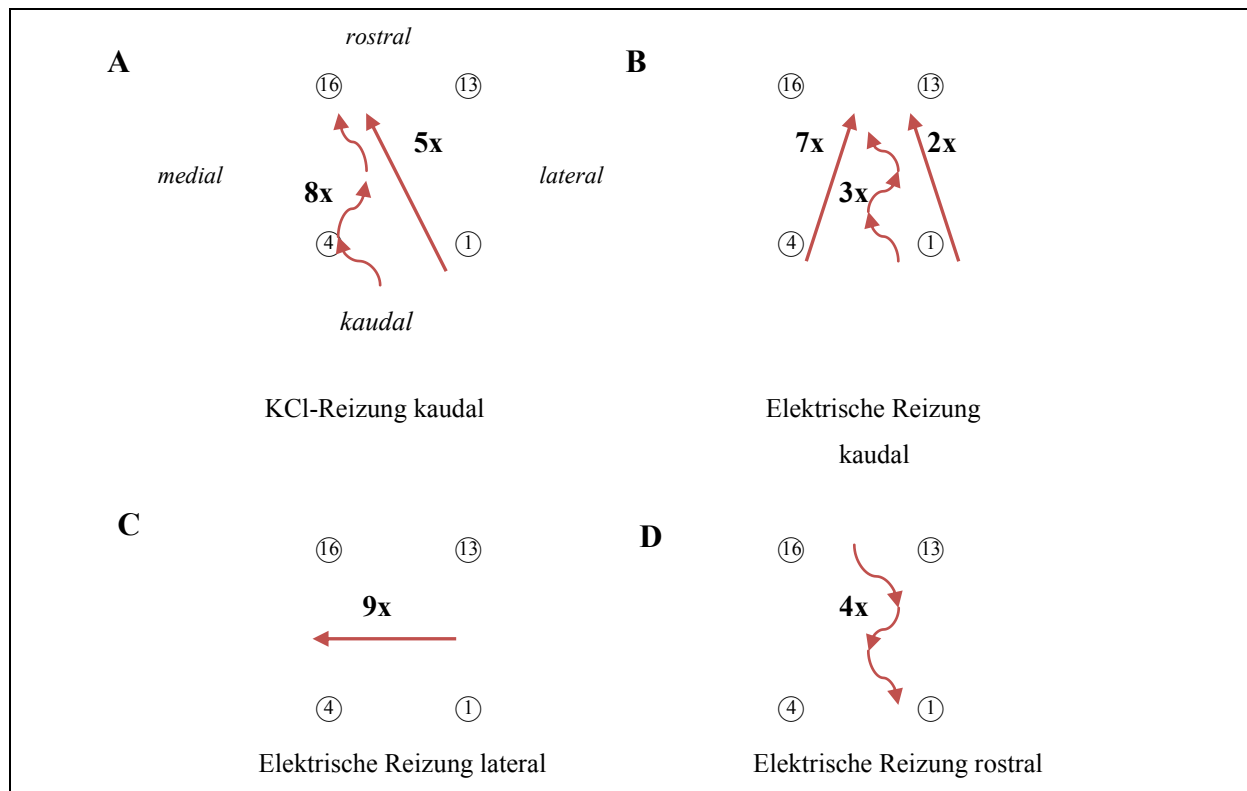 A
rostral
B
16
13
16
13
5x
7x
2x
medial
lateral
8x
3x
4
1
4
1
kaudal
KCl-Reizung kaudal
Elektrische Reizung
kaudal
C
D
16
13
16
13
9x
4x
4
1
4
1
Elektrische Reizung lateral
Elektrische Reizung rostral